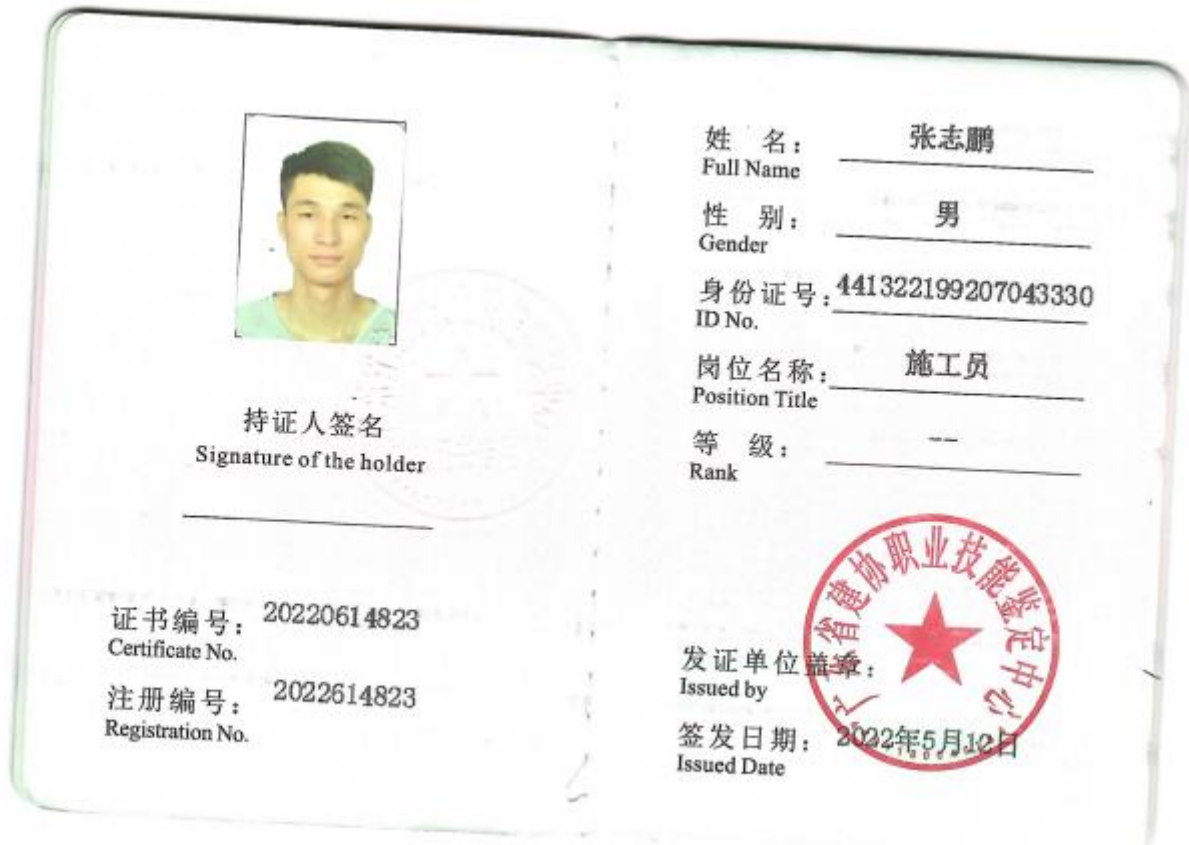 持证人签名
Signature of the holder
证书编号： 20220614823
Certificate No.
注册编号： 2022614823
Registration No.
姓 名： 张志鹏
Full Name
性 别： 男
Gender
身份证号： 441322199207043330
ID No.
岗位名称： 施工员
Position Title
等 级： --
Rank
广东省建协职业技能鉴定中心
发证单位盖章：
Issued by
签发日期： 2022年5月12日
Issued Date